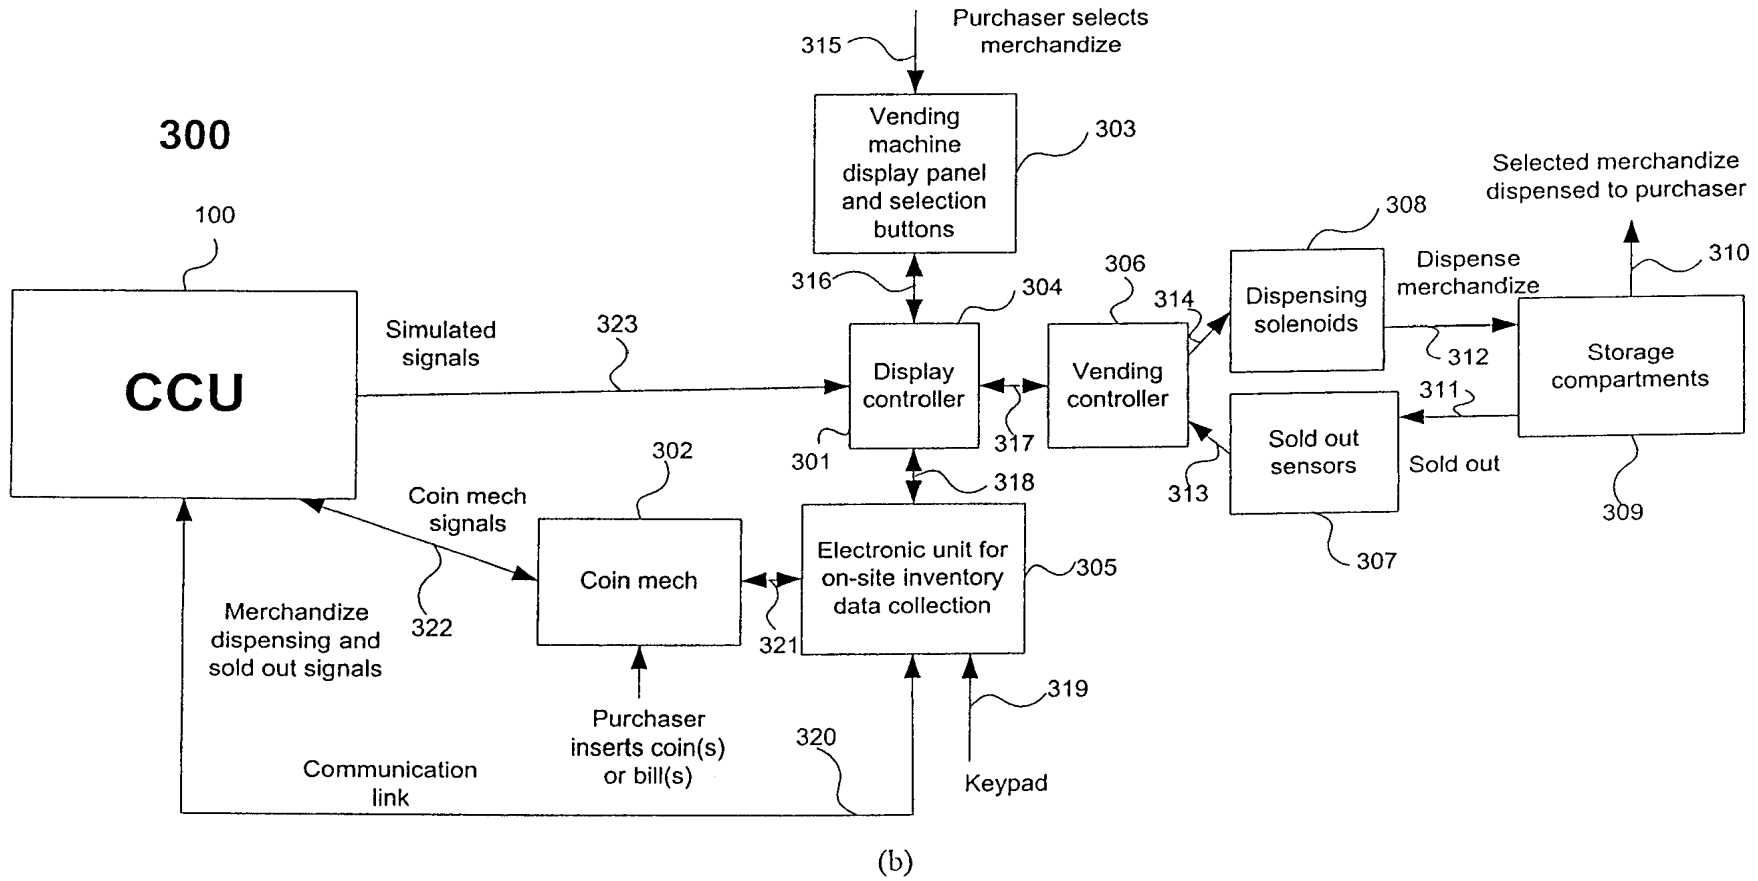 Purchaser selects
merchandize
315
300
Vending
machine
display panel
and selection
buttons
303
Selected merchandize
dispensed to purchaser
100
308
310
316
304
306
314
Dispensing
solenoids
Dispense
merchandize
312
CCU
Simulated
signals
323
Display
controller
301
317
Vending
controller
Storage
compartments
311
Sold out
sensors
Sold out
313
309
307
302
318
Coin mech
signals
322
Coin mech
321
Electronic unit for
on-site inventory
data collection
305
Merchandize
dispensing and
sold out signals
319
Purchaser
inserts coin(s)
or bill(s)
320
Keypad
Communication
link
(b)